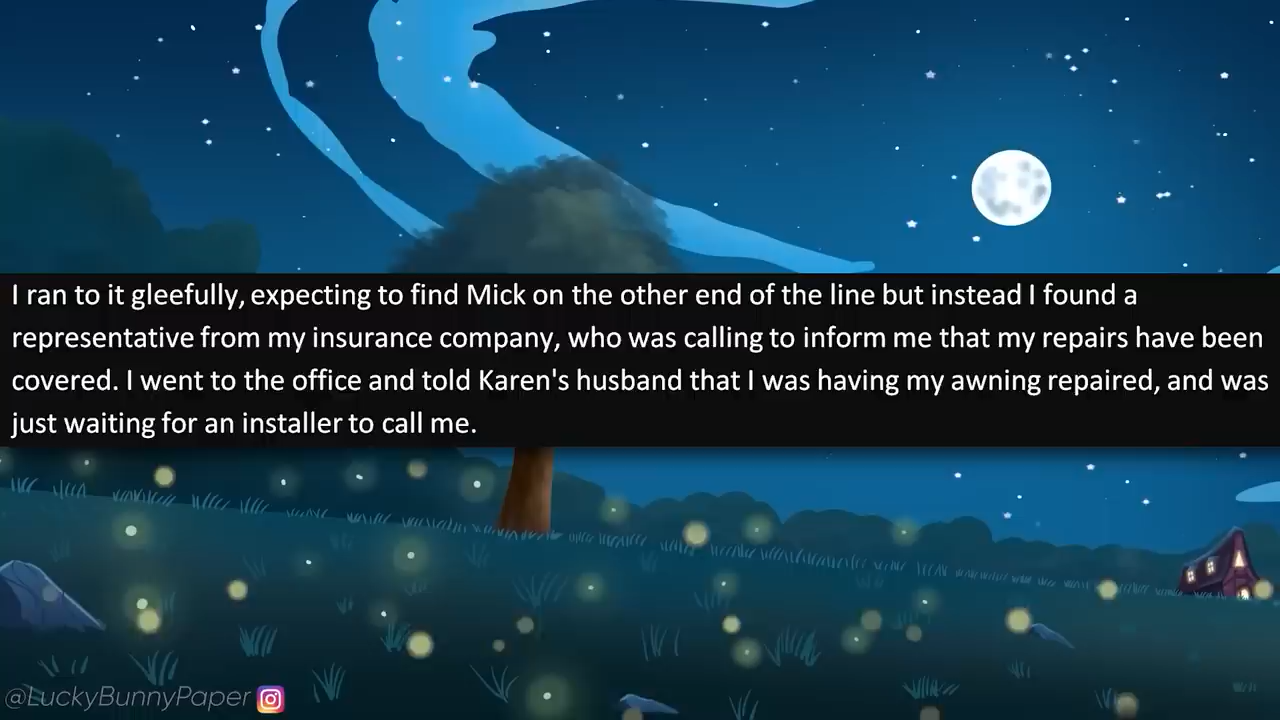 I ran to it gleefully, expecting to find Mick on the other end of the line but instead I found a
representative from my insurance company, who was calling to inform me that my repairs have been
covered. I went to the office and told Karen's husband that I was having my awning repaired, and was
just waiting for an installer to call me.
@LuckyBunnyPaper